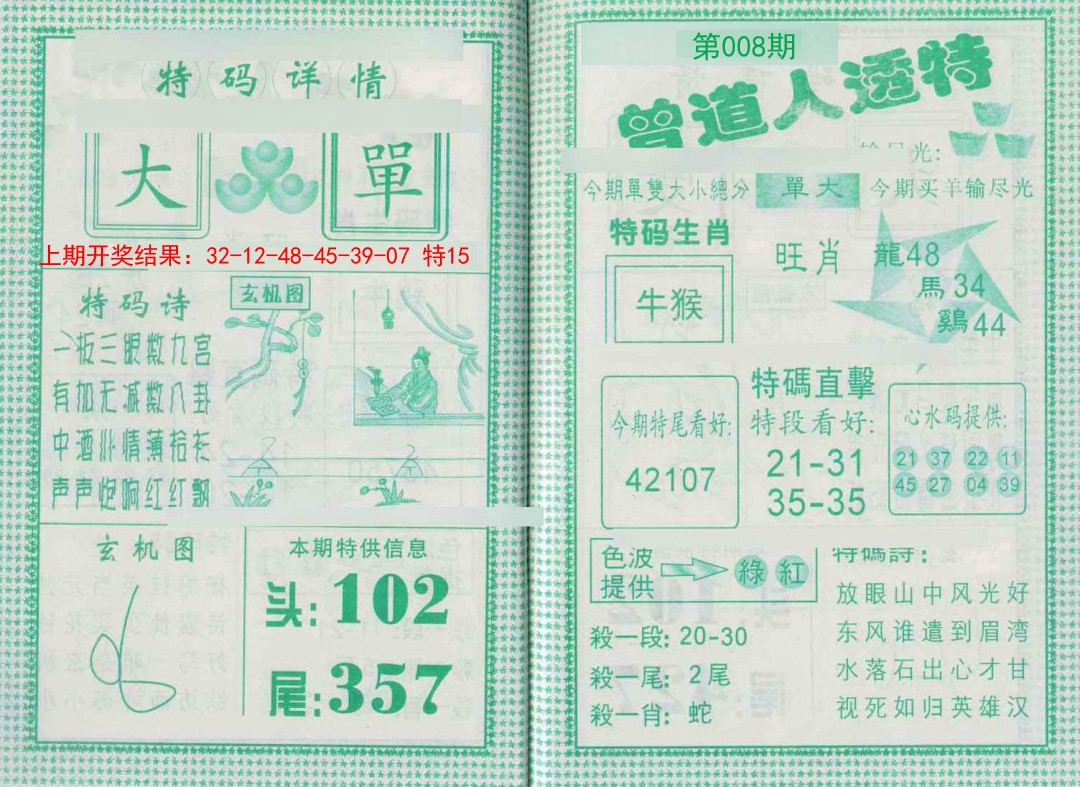 特码详情
大
單
上期开奖结果：32-12-48-45-39-07 特15
特码诗
一板三眼数九宫
有加无减数八卦
中酒
情薄拾花
声声炮响红红飘
玄机图
玄机图
本期特供信息
头:102
尾:357
第008期
曾道人透特
今期單雙大小總分
單大
光:
今期买羊输尽光
特码生肖
牛猴
旺肖
龍48
馬34
鷄44
今期特尾看好:
42107
特碼直擊
特段看好:
21-31
35-35
心水码提供:
21 37 22 11
45 27 04 39
色波
提供
綠 紅
殺一段: 20-30
殺一尾: 2尾
殺一肖: 蛇
特碼詩:
放眼山中风光好
东风谁遣到眉湾
水落石出心才甘
视死如归英雄汉